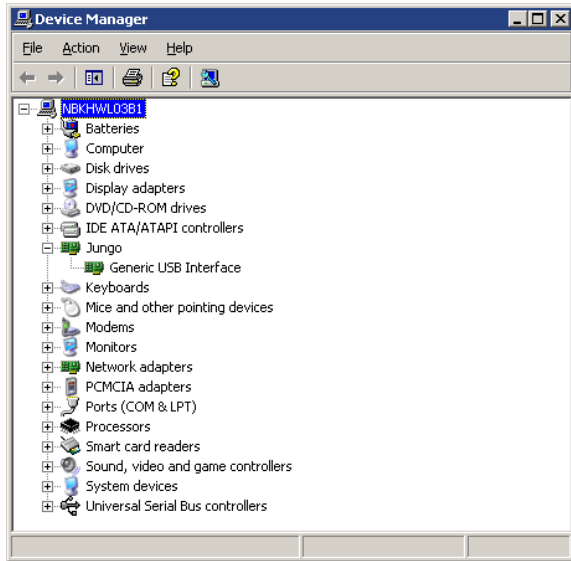 Device Manager
File Action View Help
NBKHWL03B1
Batteries
Computer
Disk drives
Display adapters
DVD/CD-ROM drives
IDE ATA/ATAPI controllers
Jungo
Generic USB Interface
Keyboards
Mice and other pointing devices
Modems
Monitors
Network adapters
PCMCIA adapters
Ports (COM & LPT)
Processors
Smart card readers
Sound, video and game controllers
System devices
Universal Serial Bus controllers